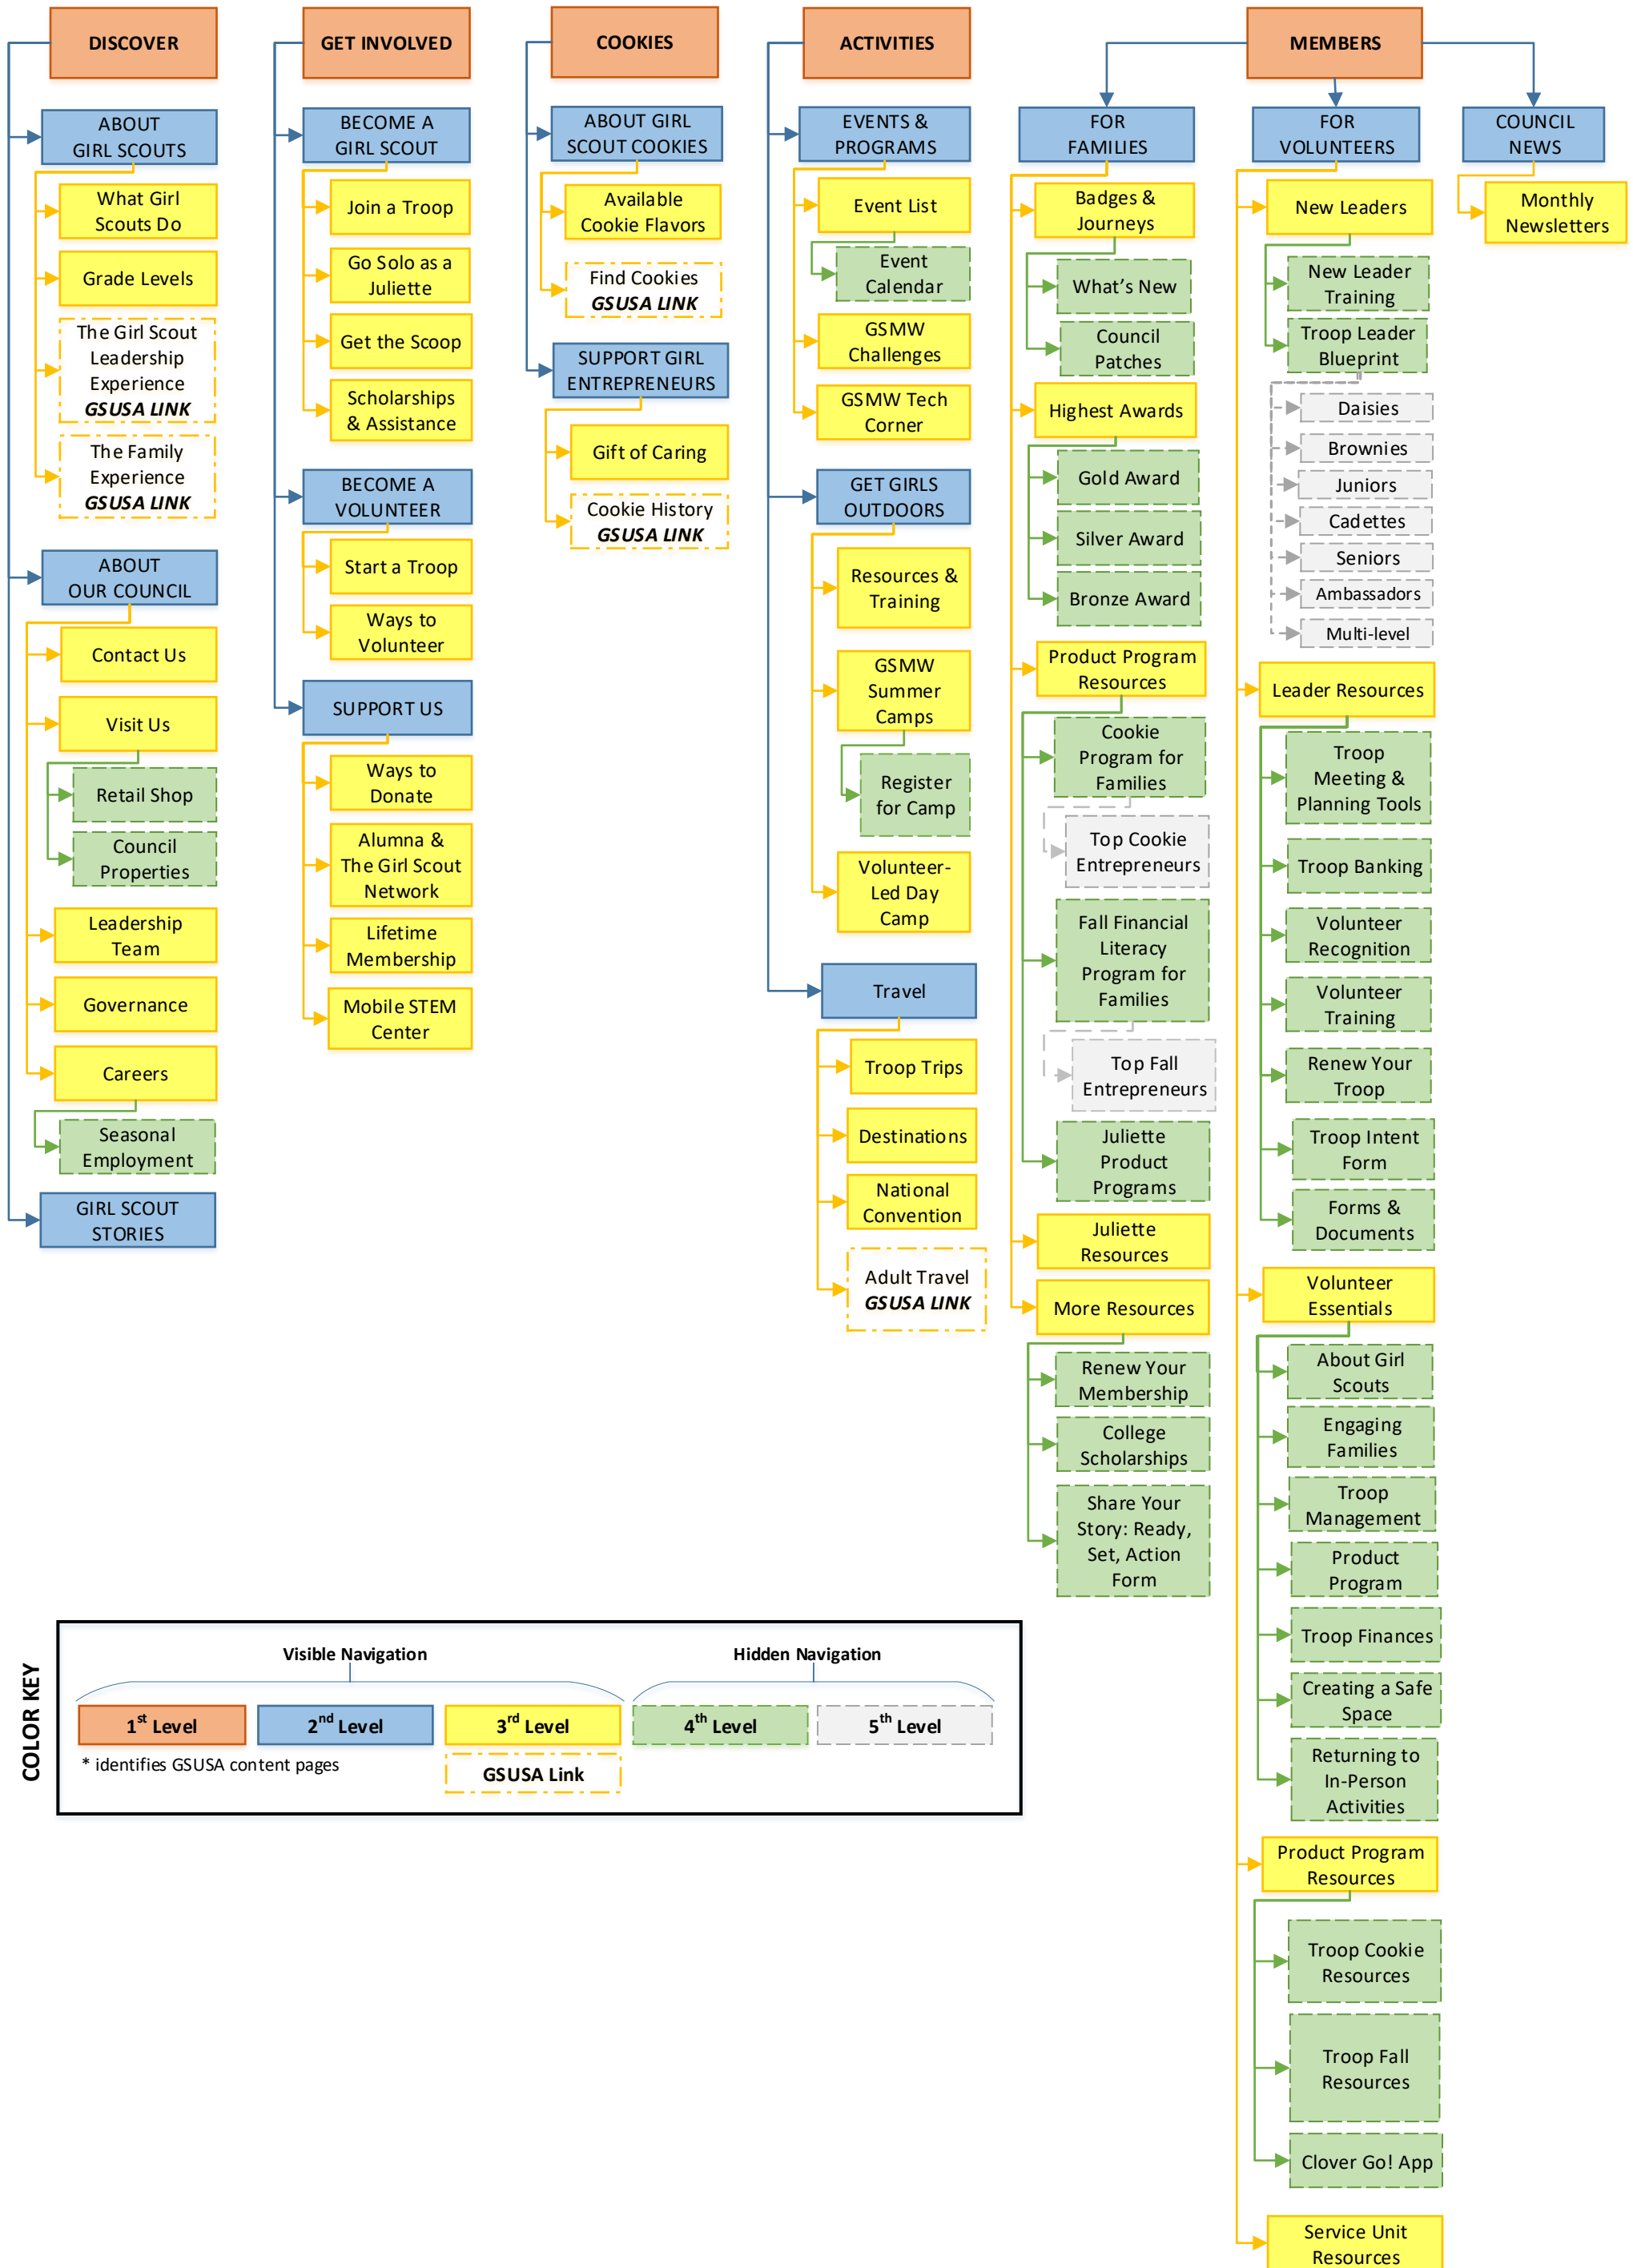 DISCOVER
ABOUT
GIRL SCOUTS
What Girl
Scouts Do
Grade Levels
The Girl Scout
Leadership
Experience
GSUSA LINK
The Family
Experience
GSUSA LINK
ABOUT
OUR COUNCIL
Contact Us
Visit Us
Retail Shop
Council
Properties
Leadership
Team
Governance
Careers
Seasonal
Employment
GIRL SCOUT
STORIES
GET INVOLVED
BECOME A
GIRL SCOUT
Join a Troop
Go Solo as a
Juliette
Get the Scoop
Scholarships
& Assistance
BECOME A
VOLUNTEER
Start a Troop
Ways to
Volunteer
SUPPORT US
Ways to
Donate
Alumna &
The Girl Scout
Network
Lifetime
Membership
Mobile STEM
Center
COOKIES
ABOUT GIRL
SCOUT COOKIES
Available
Cookie Flavors
Find Cookies
GSUSA LINK
SUPPORT GIRL
ENTREPRENEURS
Gift of Caring
Cookie History
GSUSA LINK
ACTIVITIES
EVENTS &
PROGRAMS
Event List
Event
Calendar
GSMW
Challenges
GSMW Tech
Corner
GET GIRLS
OUTDOORS
Resources &
Training
GSMW
Summer
Camps
Register
for Camp
Volunteer-
Led Day
Camp
Travel
Troop Trips
Destinations
National
Convention
Adult Travel
GSUSA LINK
MEMBERS
FOR
FAMILIES
Badges &
Journeys
What's New
Council
Patches
Highest Awards
Gold Award
Silver Award
Bronze Award
Product Program
Resources
Cookie
Program for
Families
Top Cookie
Entrepreneurs
Fall Financial
Literacy
Program for
Families
Top Fall
Entrepreneurs
Juliette
Product
Programs
Juliette
Resources
More Resources
Renew Your
Membership
College
Scholarships
Share Your
Story: Ready,
Set, Action
Form
FOR
VOLUNTEERS
New Leaders
New Leader
Training
Troop Leader
Blueprint
Daisies
Brownies
Juniors
Cadettes
Seniors
Ambassadors
Multi-level
Leader Resources
Troop
Meeting &
Planning Tools
Troop Banking
Volunteer
Recognition
Volunteer
Training
Renew Your
Troop
Troop Intent
Form
Forms &
Documents
Volunteer
Essentials
About Girl
Scouts
Engaging
Families
Troop
Management
Product
Program
Troop Finances
Creating a Safe
Space
Returning to
In-Person
Activities
Product Program
Resources
Troop Cookie
Resources
Troop Fall
Resources
Clover Go! App
Service Unit
Resources
COUNCIL
NEWS
Monthly
Newsletters
COLOR KEY
Visible Navigation
Hidden Navigation
1st Level
2nd Level
3rd Level
4th Level
5th Level
* identifies GSUSA content pages
GSUSA Link